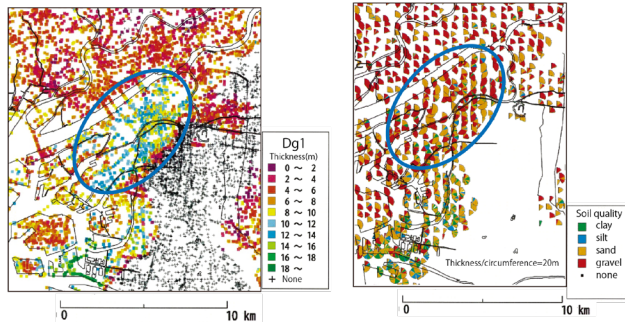 Dg1
Thickness(m)
0 ～ 2
2 ～ 4
4 ～ 6
6 ～ 8
8 ～ 10
10 ～ 12
12 ～ 14
14 ～ 16
16 ～ 18
18 ～
+ None
0 10 km
Thickness/circumference=20m
Soil quality
clay
silt
sand
gravel
none
0 10 km